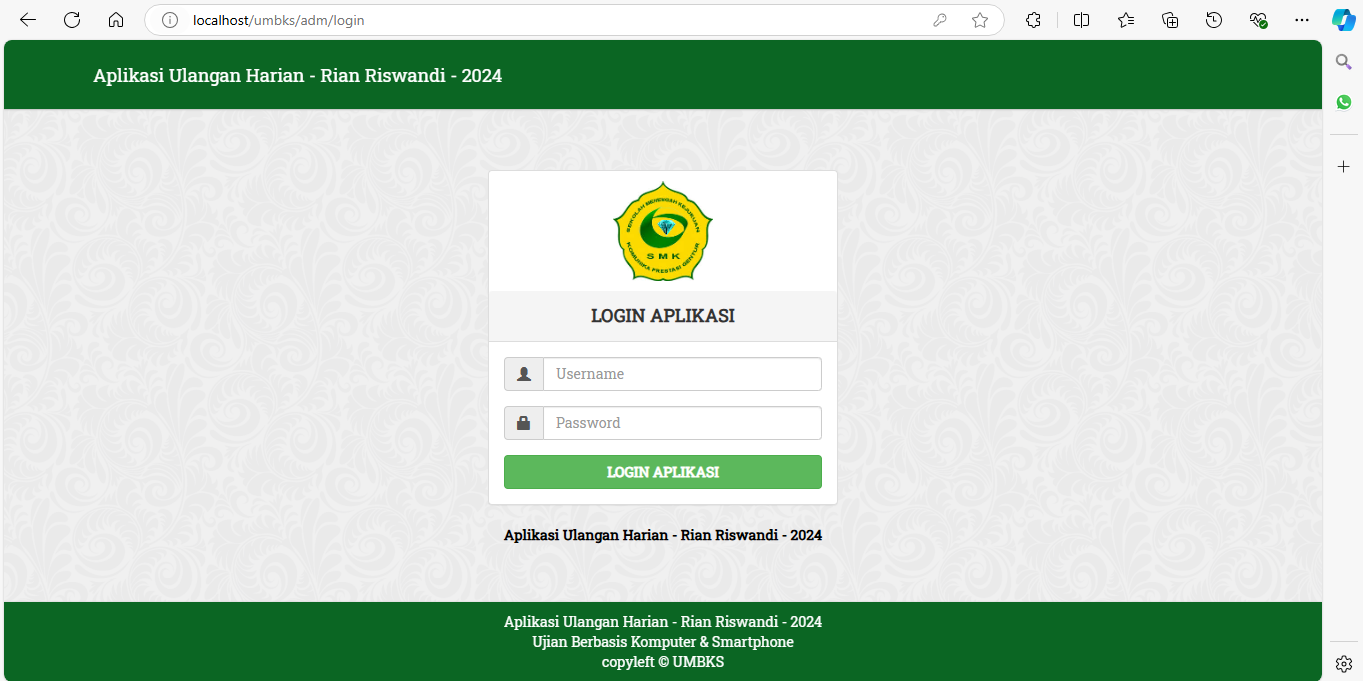 localhost/umbks/adm/login
Aplikasi Ulangan Harian - Rian Riswandi - 2024
SEKOLAH MENENGAH KEJURUAN
SMK
KOMUNIKA PRESTASI GENTUR
LOGIN APLIKASI
Username
Password
LOGIN APLIKASI
Aplikasi Ulangan Harian - Rian Riswandi - 2024
Aplikasi Ulangan Harian - Rian Riswandi - 2024
Ujian Berbasis Komputer & Smartphone
copyleft © UMBKS